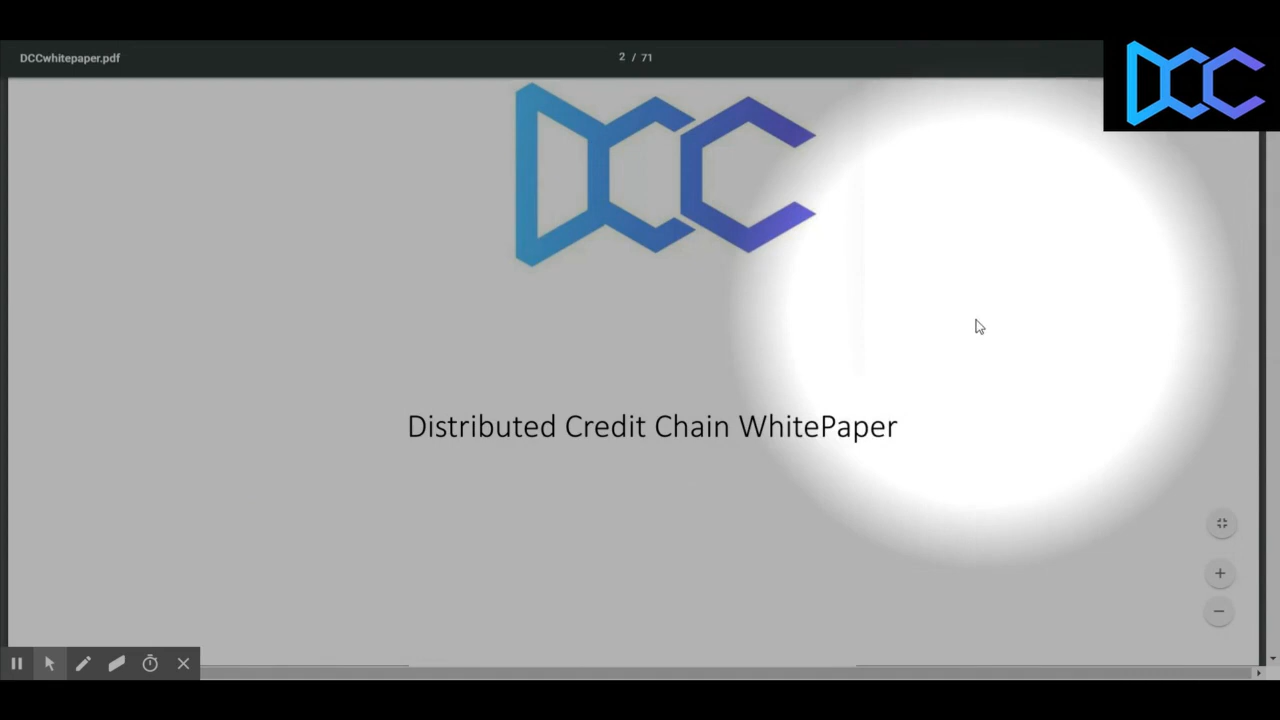 DCCwhitepaper.pdf
2 / 71
DCC
DCC
Distributed Credit Chain WhitePaper